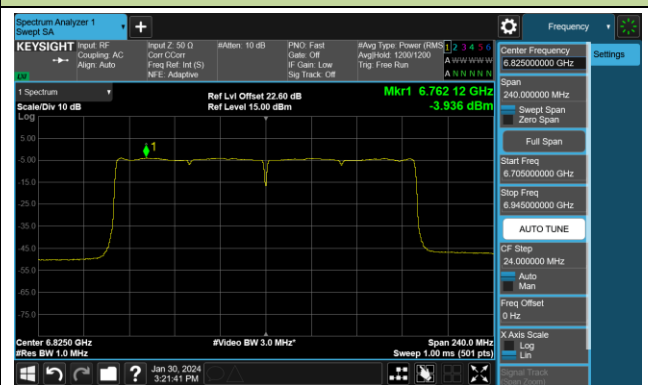 Spectrum Analyzer 1
Swept SA
Frequency
KEYSIGHT
Input: RF
Coupling: AC
Align: Auto
Input Z: 50 Ω
Corr CCorr
Freq Ref: Int (S)
NFE: Adaptive
#Atten: 10 dB
PNO: Fast
Gate: Off
IF Gain: Low
Sig Track: Off
#Avg Type: Power (RMS
Avg|Hold: 1200/1200
Trig: Free Run
1 2 3 4 5 6
A W W W W W
A N N N N N
LXI
1 Spectrum
Scale/Div 10 dB
Log
Ref Lvl Offset 22.60 dB
Ref Level 15.00 dBm
Mkr1 6.762 12 GHz
-3.936 dBm
1
5.00
-5.00
-15.0
-25.0
-35.0
-45.0
-55.0
-65.0
-75.0
Center 6.8250 GHz
#Res BW 1.0 MHz
#Video BW 3.0 MHz*
Span 240.0 MHz
Sweep 1.00 ms (501 pts)
Jan 30, 2024
3:21:41 PM
Settings
Center Frequency
6.825000000 GHz
Span
240.000000 MHz
Swept Span
Zero Span
Full Span
Start Freq
6.705000000 GHz
Stop Freq
6.945000000 GHz
AUTO TUNE
CF Step
24.000000 MHz
Auto
Man
Freq Offset
0 Hz
X Axis Scale
Log
Lin
Signal Track
(Span Zoom)